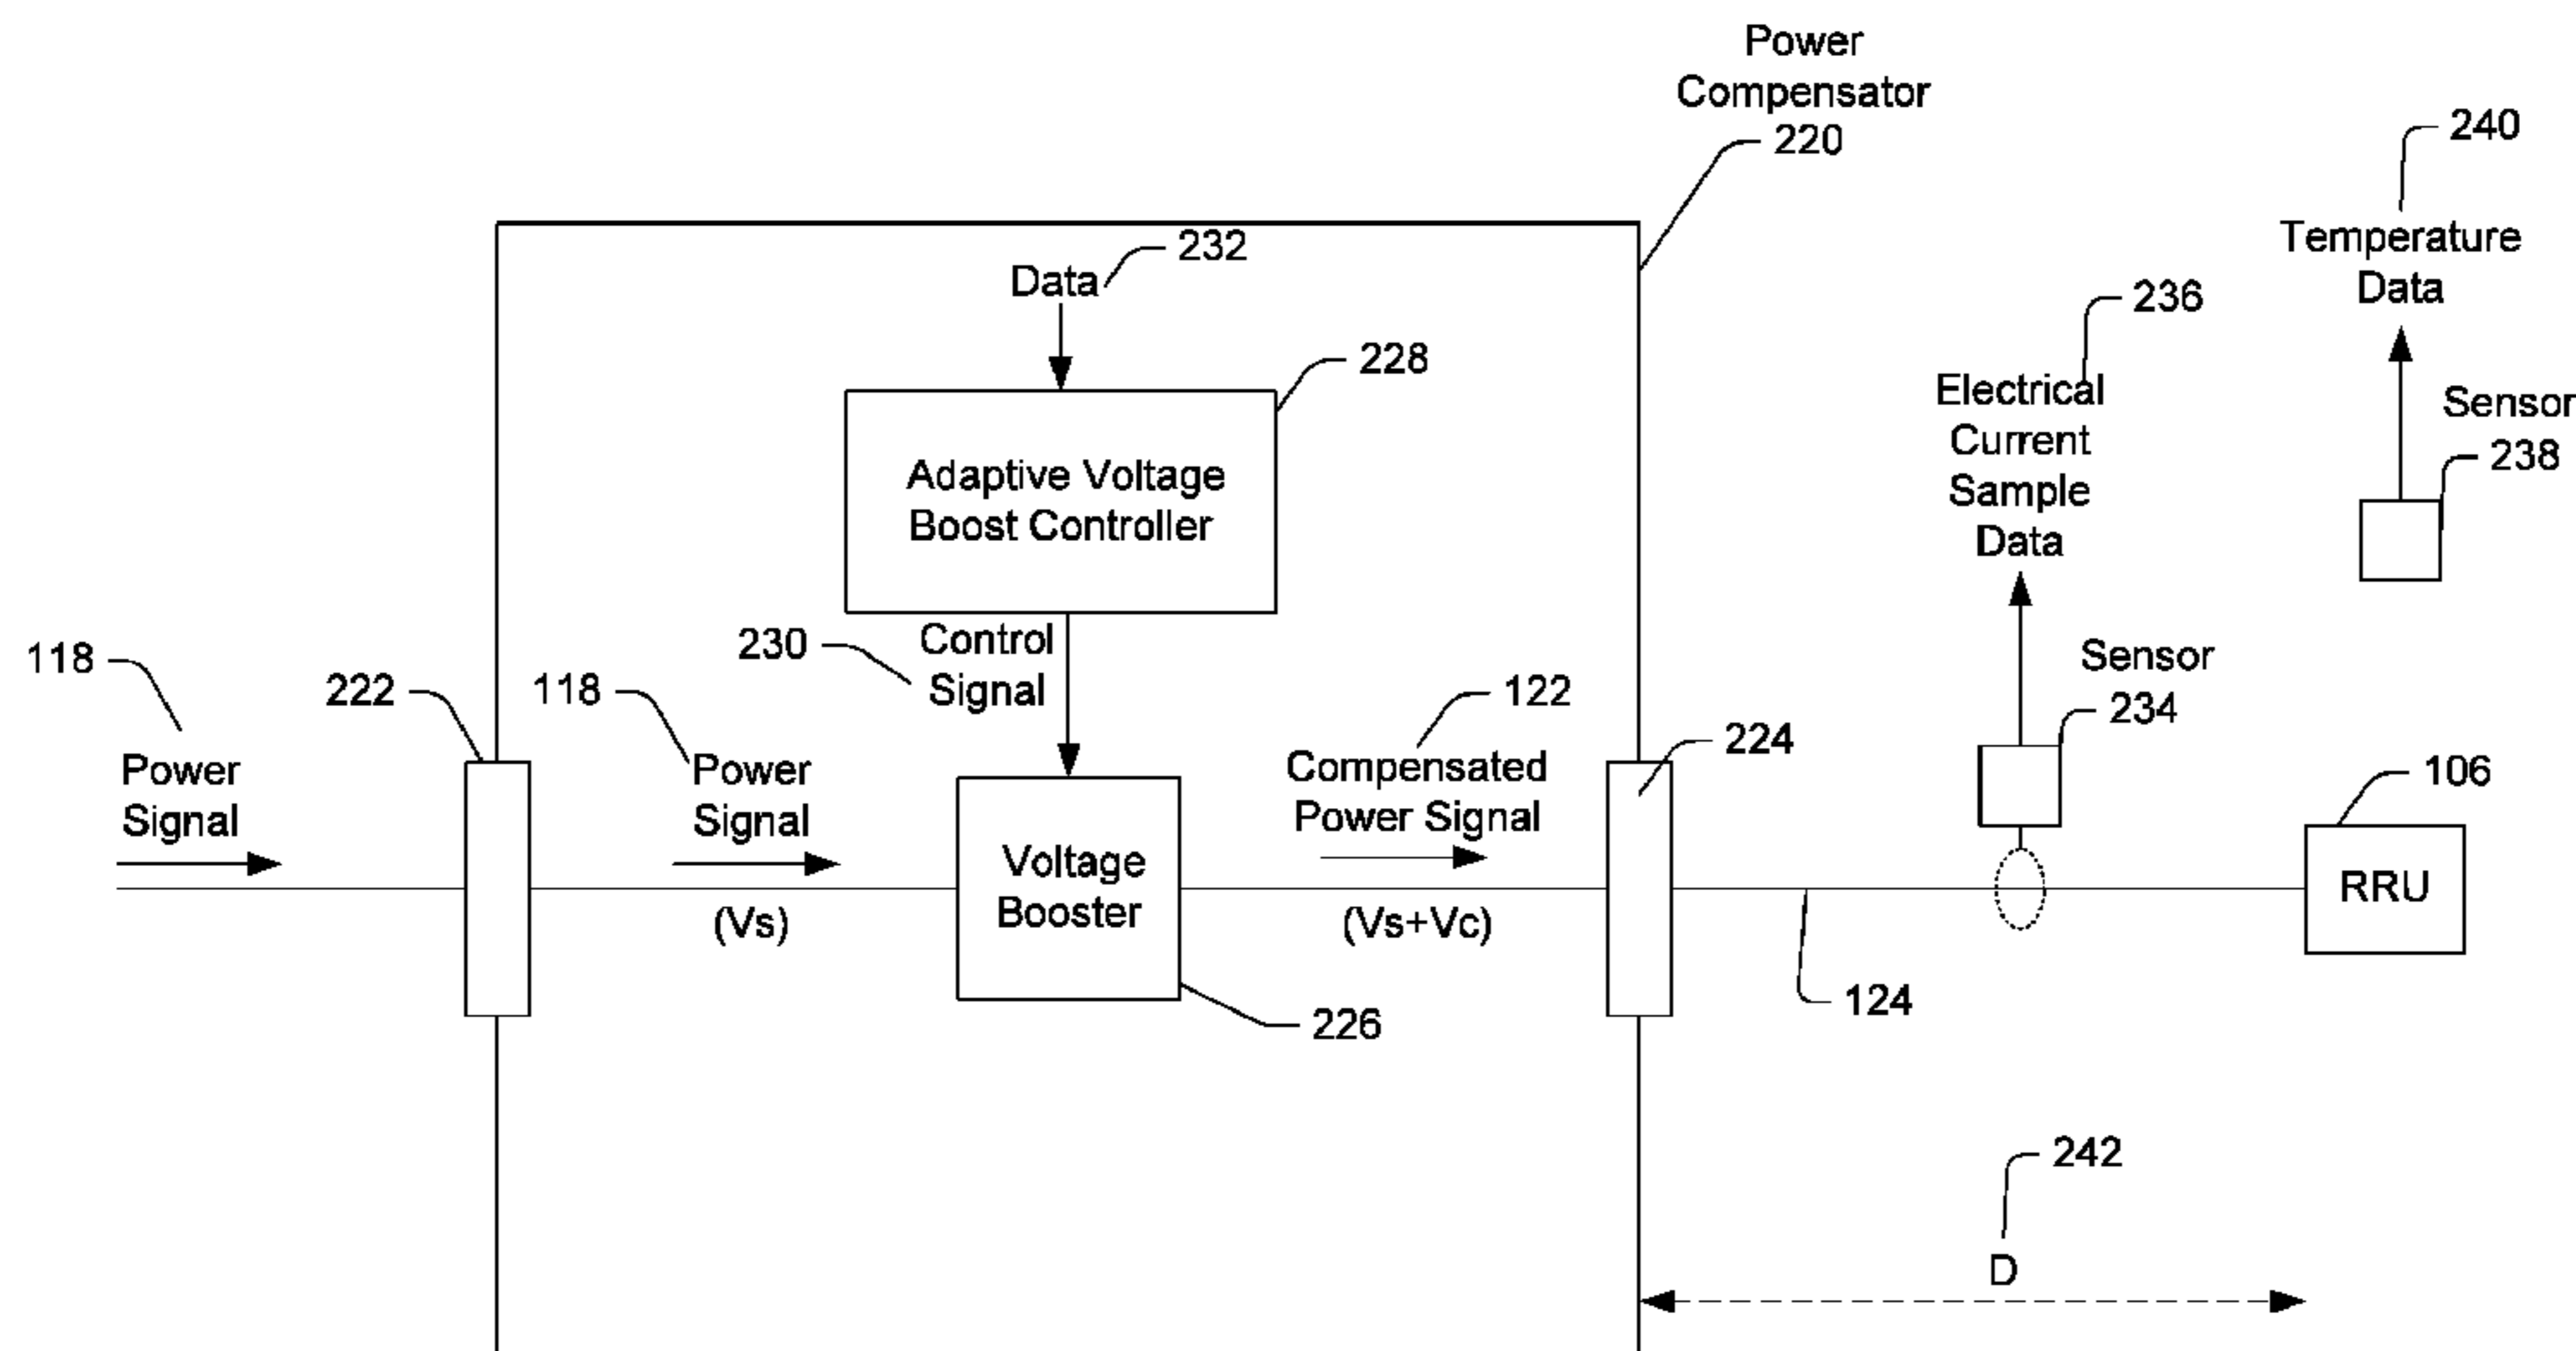 Power
Compensator
220
240
Temperature
Data
232
Data
236
228
Electrical
Current
Sample
Data
Sensor
238
Adaptive Voltage
Boost Controller
230
Control
Signal
118
222
118
122
Sensor
234
224
Power
Signal
Power
Signal
Compensated
Power Signal
106
Voltage
Booster
RRU
(Vs)
(Vs+Vc)
124
226
242
D